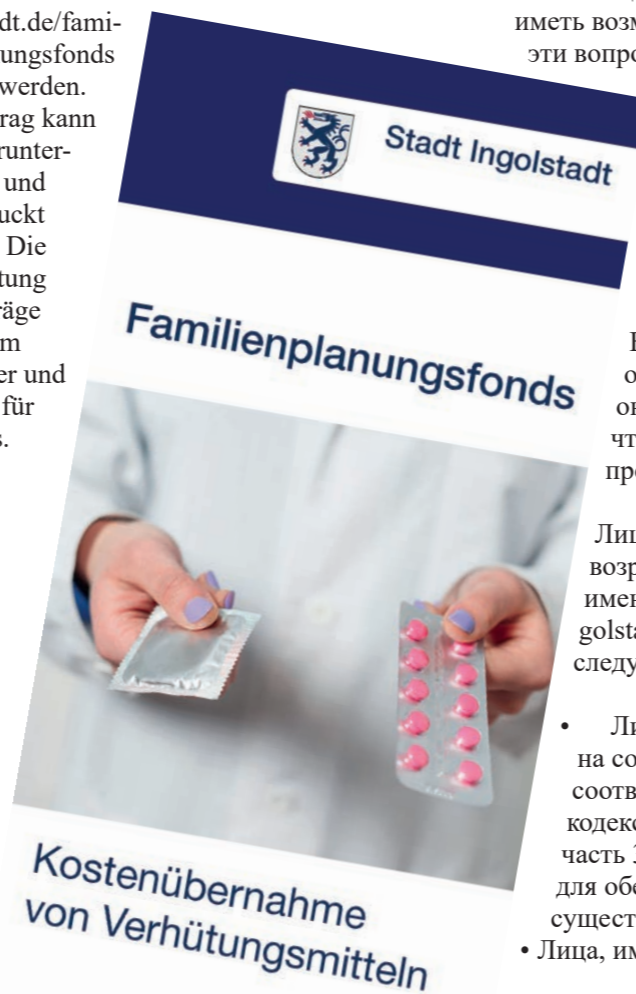 dt.de/fami-
ungsfonds
werden.
rag kann
runter-
und
uckt
Die
tung
räge
m
er und
für
s.
Stadt Ingolstadt
Familienplanungsfonds
Kostenübernahme
von Verhütungsmitteln
иметь возм
эти вопро
о
он
чт
про
Лиц
возр
имен
golsta
следу
• Ли
на со
соотв
кодекс
часть
для обе
сущест
• Лица, им